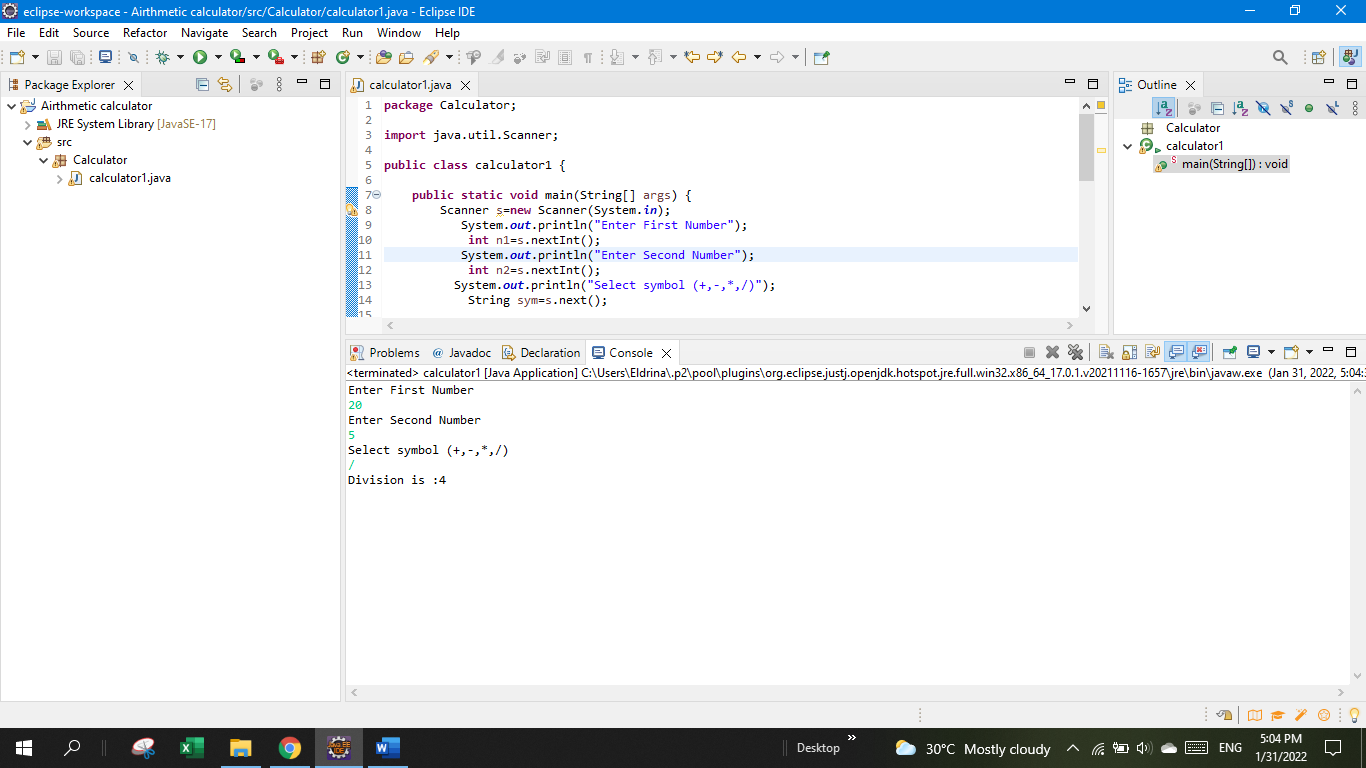 eclipse-workspace - Airthmetic calculator/src/Calculator/calculator1.java - Eclipse IDE
File Edit Source Refactor Navigate Search Project Run Window Help
Package Explorer
Airthmetic calculator
JRE System Library [JavaSE-17]
src
Calculator
calculator1.java
calculator1.java
1 package Calculator;
2
3 import java.util.Scanner;
4
5 public class calculator1 {
6
7 public static void main(String[] args) {
8 Scanner s=new Scanner(System.in);
9 System.out.println("Enter First Number");
10 int n1=s.nextInt();
11 System.out.println("Enter Second Number");
12 int n2=s.nextInt();
13 System.out.println("Select symbol (+,-,*,/)");
14 String sym=s.next();
15
Outline
Calculator
calculator1
main(String[]) : void
Problems @ Javadoc Declaration Console
<terminated> calculator1 [Java Application] C:\Users\Eldrina\.p2\pool\plugins\org.eclipse.justj.openjdk.hotspot.jre.full.win32.x86_64_17.0.1.v20211116-1657\jre\bin\javaw.exe (Jan 31, 2022, 5:04:
Enter First Number
20
Enter Second Number
5
Select symbol (+,-,*,/)
/
Division is :4
Desktop
30°C Mostly cloudy
ENG
5:04 PM
1/31/2022